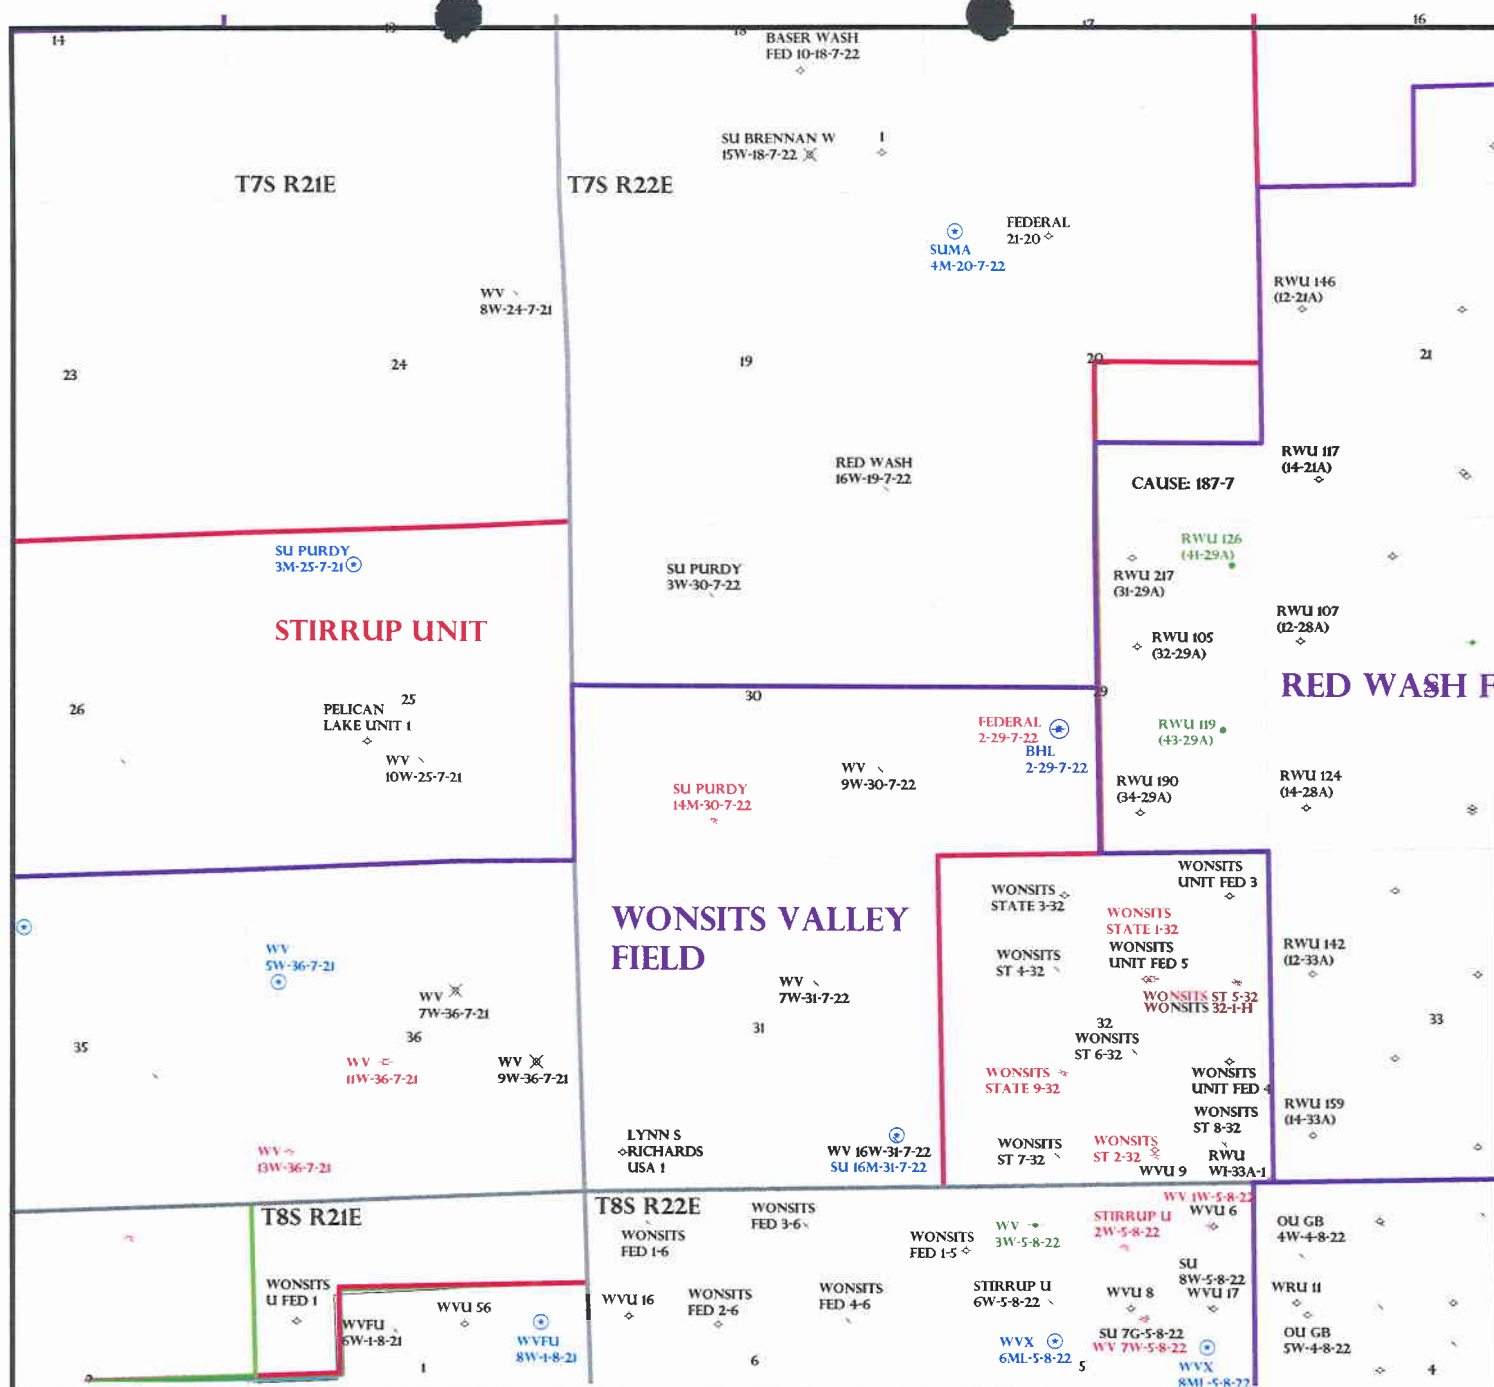 14
13
18
17
16
BASER WASH
FED 10-18-7-22
SU BRENNAN W
15W-18-7-22
1
T7S R21E
T7S R22E
FEDERAL
21-20
SUMA
4M-20-7-22
WV
8W-24-7-21
RWU 146
(12-21A)
23
24
19
20
21
RED WASH
16W-19-7-22
CAUSE: 187-7
RWU 117
(14-21A)
SU PURDY
3M-25-7-21
SU PURDY
3W-30-7-22
RWU 126
(41-29A)
RWU 217
(31-29A)
STIRRUP UNIT
RWU 105
(32-29A)
RWU 107
(12-28A)
RED WASH F
26
25
30
29
28
PELICAN
LAKE UNIT 1
WV
10W-25-7-21
FEDERAL
2-29-7-22
BHL
2-29-7-22
RWU 119
(43-29A)
WV
9W-30-7-22
SU PURDY
14M-30-7-22
RWU 190
(34-29A)
RWU 124
(14-28A)
WONSITS VALLEY
FIELD
WONSITS
STATE 3-32
WONSITS
UNIT FED 3
WONSITS
STATE 1-32
WONSITS
UNIT FED 5
WONSITS
ST 4-32
WONSITS ST 5-32
WONSITS 32-1-H
RWU 142
(12-33A)
WV
5W-36-7-21
WV
7W-36-7-21
WV
7W-31-7-22
35
36
31
32
33
WONSITS
ST 6-32
WV
11W-36-7-21
WV
9W-36-7-21
WONSITS
STATE 9-32
WONSITS
UNIT FED 4
WONSITS
ST 8-32
RWU 159
(14-33A)
WV
13W-36-7-21
LYNN S
RICHARDS
USA 1
WV 16W-31-7-22
SU 16M-31-7-22
WONSITS
ST 7-32
WONSITS
ST 2-32
WVU 9
RWU
WI-33A-1
T8S R21E
T8S R22E
WONSITS
FED 1-6
WONSITS
FED 3-6
WONSITS
FED 1-5
WV
3W-5-8-22
WV 1W-5-8-22
WVU 6
STIRRUP U
2W-5-8-22
OU GB
4W-4-8-22
WONSITS
U FED 1
WVFU
6W-1-8-21
WVU 56
WVFU
8W-1-8-21
WVU 16
WONSITS
FED 2-6
WONSITS
FED 4-6
STIRRUP U
6W-5-8-22
SU
8W-5-8-22
WVU 17
WVU 8
WRU 11
SU 7G-5-8-22
WV 7W-5-8-22
WVX
6ML-5-8-22
WVX
8ML-5-8-22
OU GB
5W-4-8-22
2
1
6
5
4